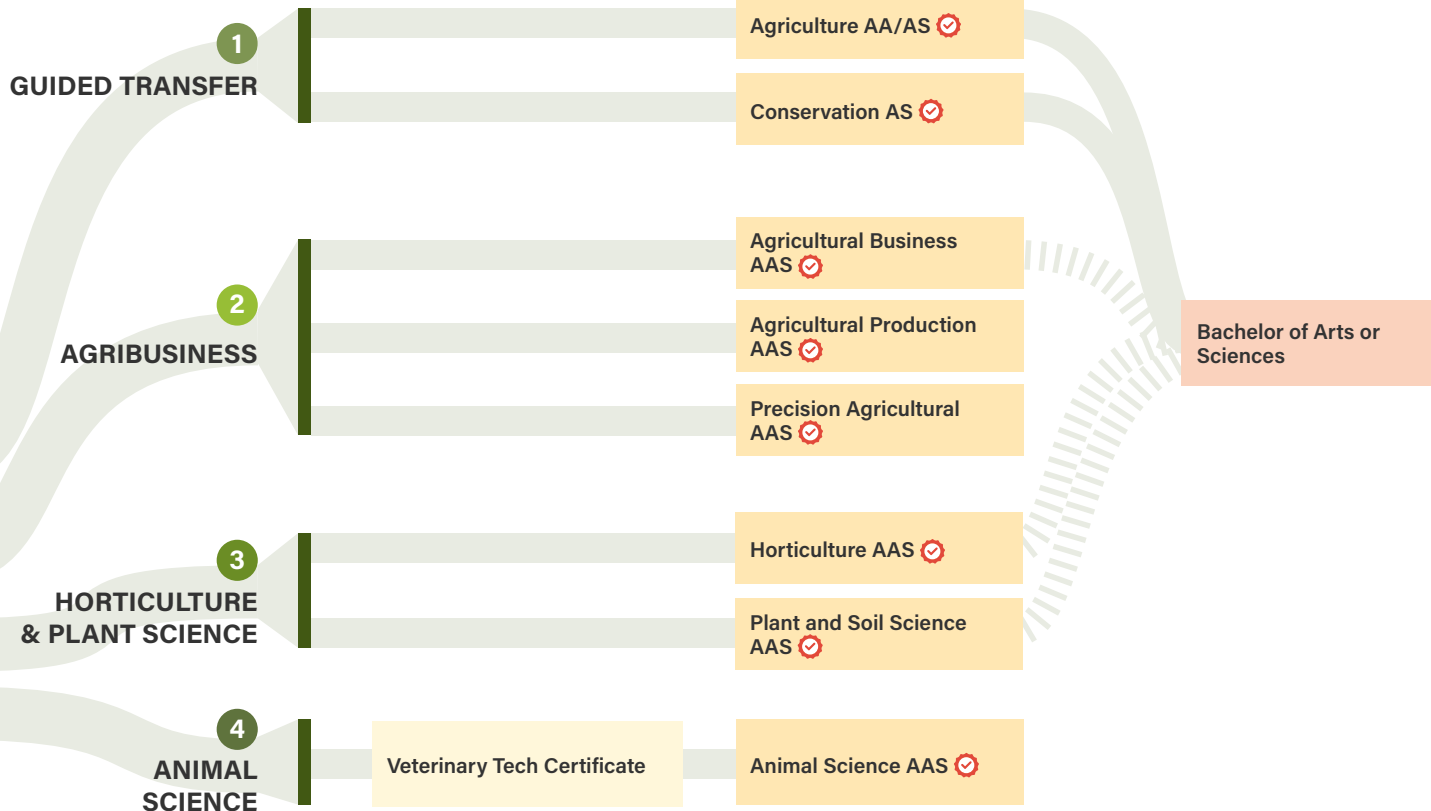 1
GUIDED TRANSFER
Agriculture AA/AS
Conservation AS
2
AGRIBUSINESS
Agricultural Business
AAS
Agricultural Production
AAS
Precision Agricultural
AAS
Bachelor of Arts or
Sciences
3
HORTICULTURE
& PLANT SCIENCE
Horticulture AAS
Plant and Soil Science
AAS
4
ANIMAL
SCIENCE
Veterinary Tech Certificate
Animal Science AAS